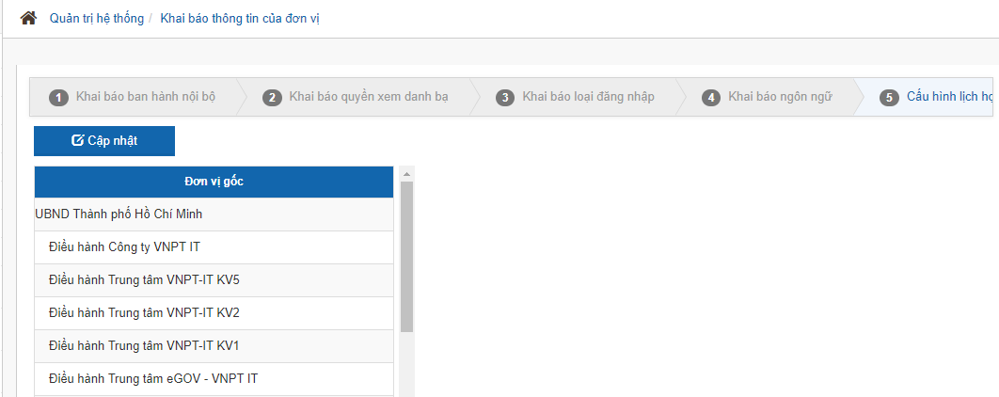 Quản trị hệ thống / Khai báo thông tin của đơn vị
1 Khai báo ban hành nội bộ 2 Khai báo quyền xem danh bạ 3 Khai báo loại đăng nhập 4 Khai báo ngôn ngữ 5 Cấu hình lịch họ
Cập nhật
Đơn vị gốc
UBND Thành phố Hồ Chí Minh
Điều hành Công ty VNPT IT
Điều hành Trung tâm VNPT-IT KV5
Điều hành Trung tâm VNPT-IT KV2
Điều hành Trung tâm VNPT-IT KV1
Điều hành Trung tâm eGOV - VNPT IT